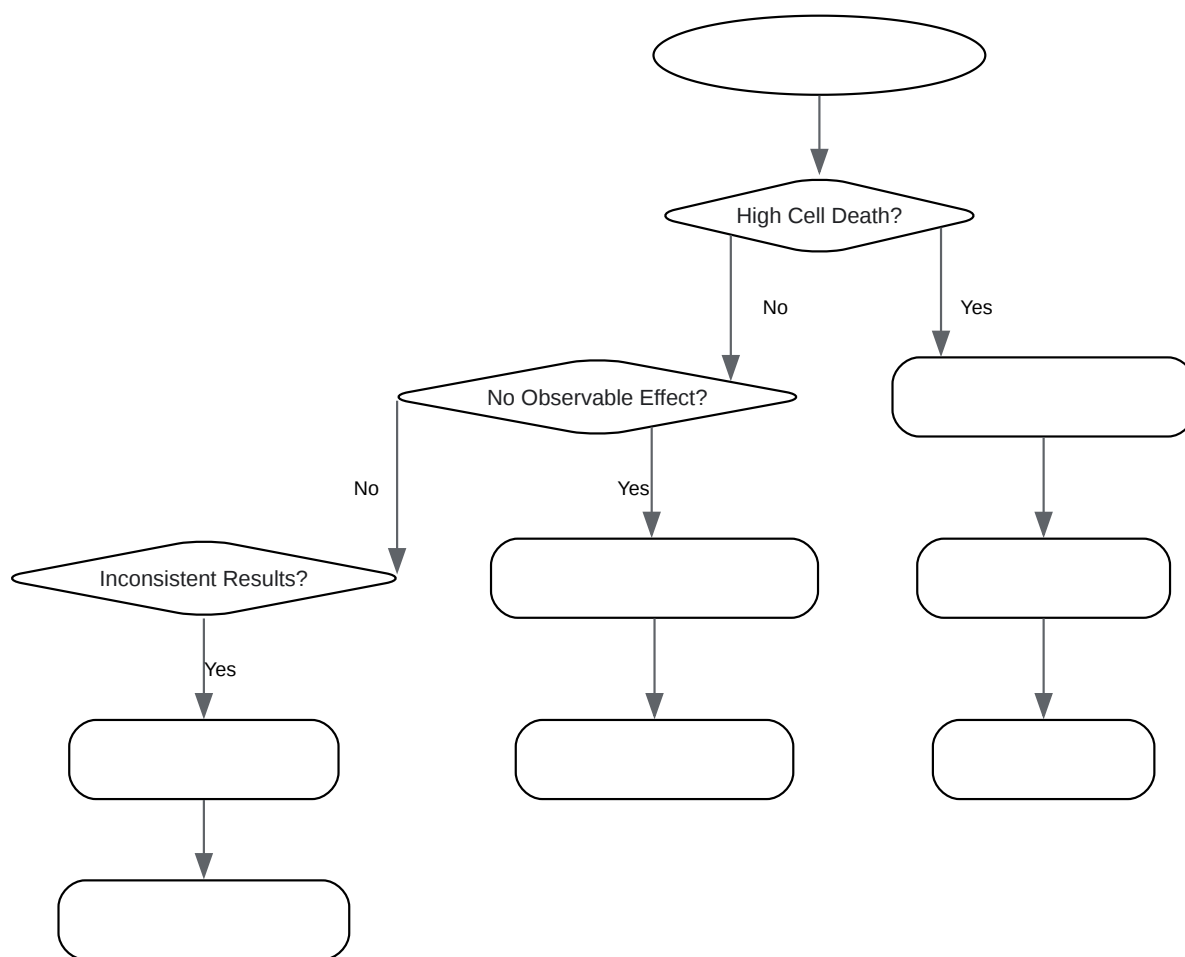 High Cell Death?
No
Yes
No Observable Effect?
No
Yes
Inconsistent Results?
Yes